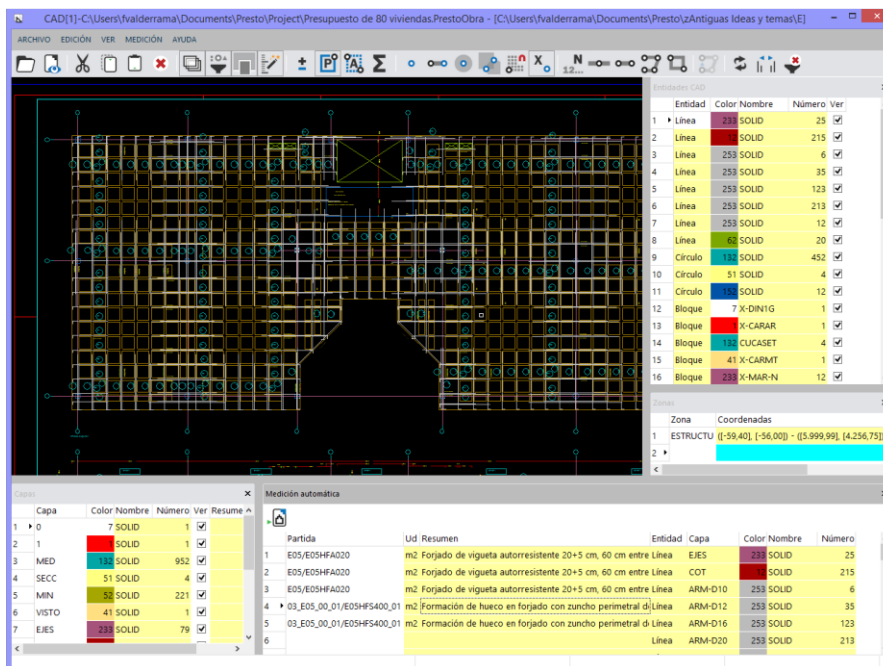 CAD[1]-C:\Users\fvalderrama\Documents\Presto\Project\Presupuesto de 80 viviendas.PrestoObra - [C:\Users\fvalderrama\Documents\Presto\zAntiguas Ideas y temas\E]
ARCHIVO EDICIÓN VER MEDICIÓN AYUDA
N
12...
Entidades CAD
Entidad Color Nombre Número Ver
1 Línea 233 SOLID 25
2 Línea 12 SOLID 215
3 Línea 253 SOLID 6
4 Línea 253 SOLID 35
5 Línea 253 SOLID 123
6 Línea 253 SOLID 213
7 Línea 253 SOLID 12
8 Línea 62 SOLID 20
9 Círculo 132 SOLID 452
10 Círculo 51 SOLID 4
11 Círculo 152 SOLID 12
12 Bloque 7 X-DIN1G 1
13 Bloque 1 X-CARAR 1
14 Bloque 132 CUCASET 4
15 Bloque 41 X-CARMT 1
16 Bloque 233 X-MAR-N 12
Zonas
Zona Coordenadas
1 ESTRUCTU ([-59,40], [-56,00]) - ([5.999,99], [4.256,75])
2
Capas
Capa Color Nombre Número Ver Resume
1 0 7 SOLID 1
2 1 1 SOLID 1
3 MED 132 SOLID 952
4 SECC 51 SOLID 4
5 MIN 52 SOLID 221
6 VISTO 41 SOLID 1
7 EJES 233 SOLID 79
Medición automática
Partida Ud Resumen Entidad Capa Color Nombre Número
1 E05/E05HFA020 m2 Forjado de vigueta autorresistente 20+5 cm, 60 cm entre Línea EJES 233 SOLID 25
2 E05/E05HFA020 m2 Forjado de vigueta autorresistente 20+5 cm, 60 cm entre Línea COT 12 SOLID 215
3 E05/E05HFA020 m2 Forjado de vigueta autorresistente 20+5 cm, 60 cm entre Línea ARM-D10 253 SOLID 6
4 03_E05_00_01/E05HFS400_01 m2 Formación de hueco en forjado con zuncho perimetral d Línea ARM-D12 253 SOLID 35
5 03_E05_00_01/E05HFS400_01 m2 Formación de hueco en forjado con zuncho perimetral d Línea ARM-D16 253 SOLID 123
6 Línea ARM-D20 253 SOLID 213